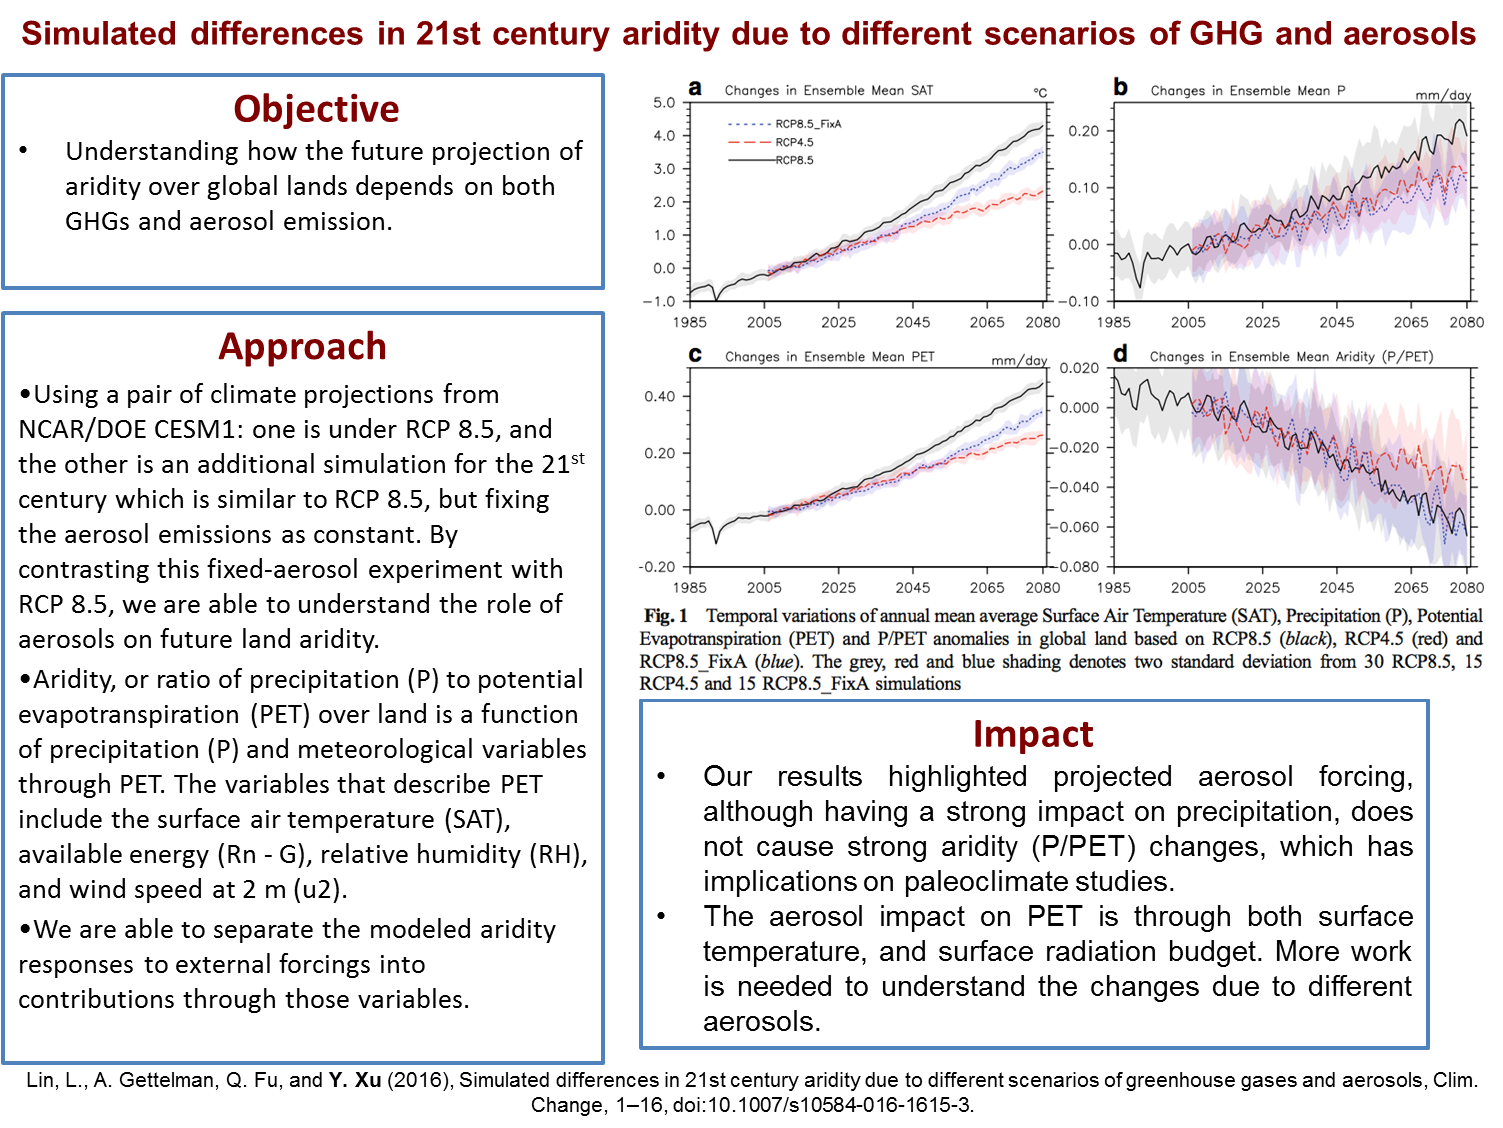 Simulated differences in 21st century aridity due to different scenarios of GHG and aerosols
Objective
• Understanding how the future projection of
aridity over global lands depends on both
GHGs and aerosol emission.
Approach
•Using a pair of climate projections from
NCAR/DOE CESM1: one is under RCP 8.5, and
the other is an additional simulation for the 21st
century which is similar to RCP 8.5, but fixing
the aerosol emissions as constant. By
contrasting this fixed-aerosol experiment with
RCP 8.5, we are able to understand the role of
aerosols on future land aridity.
•Aridity, or ratio of precipitation (P) to potential
evapotranspiration (PET) over land is a function
of precipitation (P) and meteorological variables
through PET. The variables that describe PET
include the surface air temperature (SAT),
available energy (Rn - G), relative humidity (RH),
and wind speed at 2 m (u2).
•We are able to separate the modeled aridity
responses to external forcings into
contributions through those variables.
a Changes in Ensemble Mean SAT °C
5.0
4.0
3.0
2.0
1.0
0.0
−1.0
RCP8.5_FixA
RCP4.5
RCP8.5
1985 2005 2025 2045 2065 2080
b Changes in Ensemble Mean P mm/day
0.20
0.10
0.00
−0.10
1985 2005 2025 2045 2065 2080
c Changes in Ensemble Mean PET mm/day
0.40
0.20
0.00
-0.20
1985 2005 2025 2045 2065 2080
d Changes in Ensemble Mean Aridity (P/PET)
0.020
0.000
−0.020
−0.040
−0.060
−0.080
1985 2005 2025 2045 2065 2080
Fig. 1 Temporal variations of annual mean average Surface Air Temperature (SAT), Precipitation (P), Potential
Evapotranspiration (PET) and P/PET anomalies in global land based on RCP8.5 (black), RCP4.5 (red) and
RCP8.5_FixA (blue). The grey, red and blue shading denotes two standard deviation from 30 RCP8.5, 15
RCP4.5 and 15 RCP8.5_FixA simulations
Impact
• Our results highlighted projected aerosol forcing,
although having a strong impact on precipitation, does
not cause strong aridity (P/PET) changes, which has
implications on paleoclimate studies.
• The aerosol impact on PET is through both surface
temperature, and surface radiation budget. More work
is needed to understand the changes due to different
aerosols.
Lin, L., A. Gettelman, Q. Fu, and Y. Xu (2016), Simulated differences in 21st century aridity due to different scenarios of greenhouse gases and aerosols, Clim.
Change, 1–16, doi:10.1007/s10584-016-1615-3.